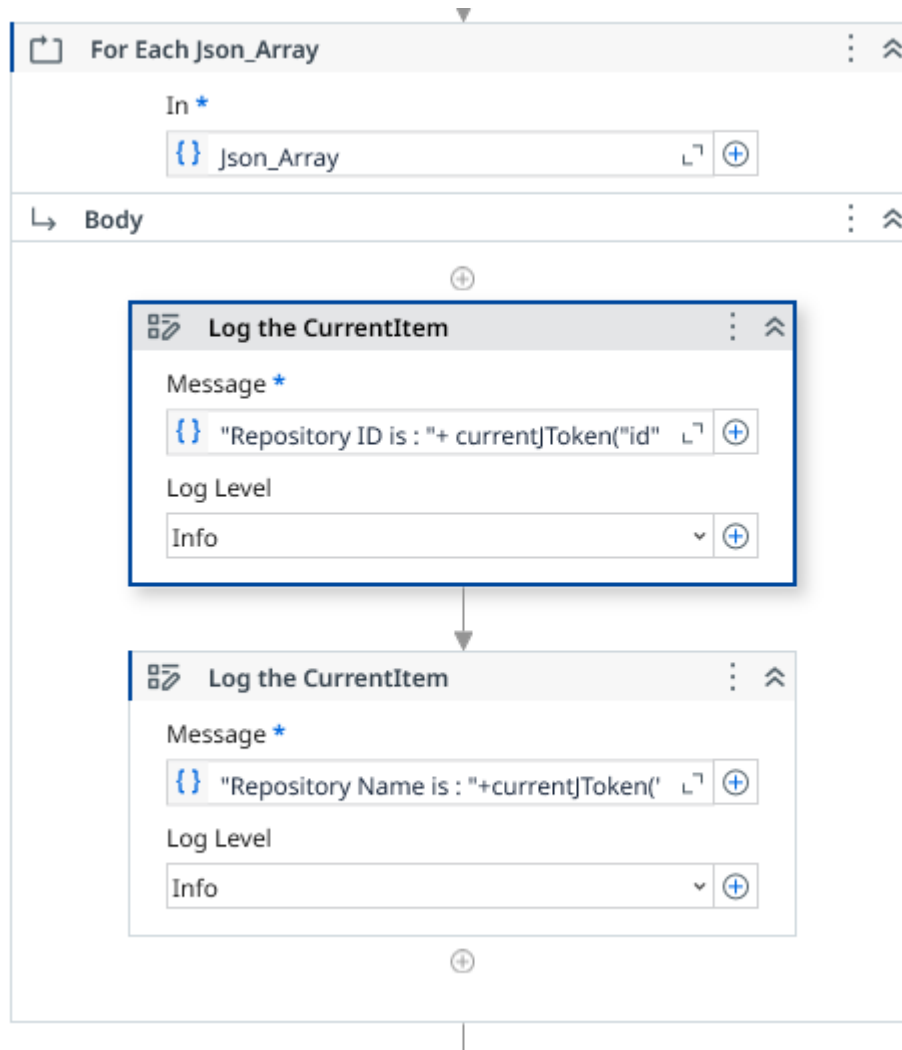 For Each Json_Array
In *
{} Json_Array
Body
Log the CurrentItem
Message *
{} "Repository ID is : "+ currentJToken("id"
Log Level
Info
Log the CurrentItem
Message *
{} "Repository Name is : "+currentJToken("
Log Level
Info